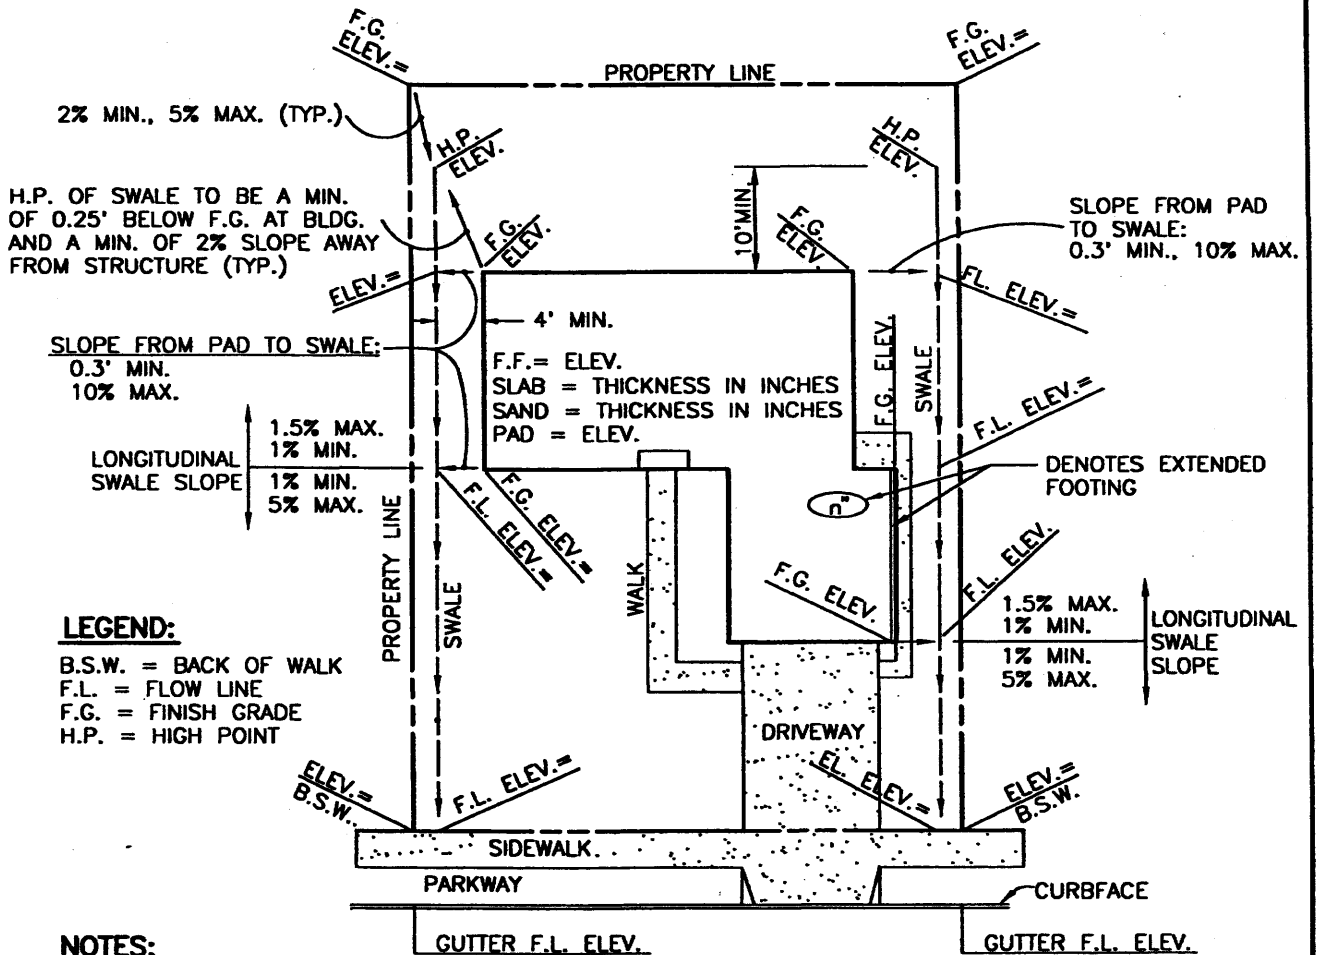 F.G.
ELEV.=
F.G.
ELEV.=
PROPERTY LINE
2% MIN., 5% MAX. (TYP.)
H.P.
ELEV.
H.P.
ELEV.
H.P. OF SWALE TO BE A MIN.
OF 0.25' BELOW F.G. AT BLDG.
AND A MIN. OF 2% SLOPE AWAY
FROM STRUCTURE (TYP.)
10'MIN.
SLOPE FROM PAD
TO SWALE:
0.3' MIN., 10% MAX.
F.G.
ELEV.
F.G.
ELEV.
ELEV.=
FL. ELEV.=
4' MIN.
SLOPE FROM PAD TO SWALE:
0.3' MIN.
10% MAX.
F.F.= ELEV.
SLAB = THICKNESS IN INCHES
SAND = THICKNESS IN INCHES
PAD = ELEV.
F.G. ELEV.
SWALE
F.L. ELEV.=
LONGITUDINAL
SWALE SLOPE
1.5% MAX.
1% MIN.
1% MIN.
5% MAX.
DENOTES EXTENDED
FOOTING
n"
F.G. ELEV.=
F.L. ELEV.=
PROPERTY LINE
SWALE
WALK
F.G. ELEV.
F.L. ELEV.
1.5% MAX.
1% MIN.
1% MIN.
5% MAX.
LONGITUDINAL
SWALE
SLOPE
LEGEND:
B.S.W. = BACK OF WALK
F.L. = FLOW LINE
F.G. = FINISH GRADE
H.P. = HIGH POINT
DRIVEWAY
ELEV.=
B.S.W.
F.L. ELEV.=
EL. ELEV.=
ELEV.=
B.S.W.
SIDEWALK
PARKWAY
CURBFACE
NOTES:
GUTTER F.L. ELEV.
GUTTER F.L. ELEV.